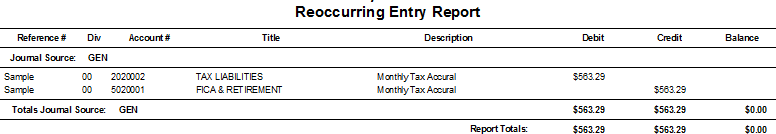 Reoccurring Entry Report
Reference # Div Account # Title Description Debit Credit Balance
Journal Source: GEN
Sample 00 2020002 TAX LIABILITIES Monthly Tax Accural $563.29
Sample 00 5020001 FICA & RETIREMENT Monthly Tax Accural $563.29
Totals Journal Source: GEN $563.29 $563.29 $0.00
Report Totals: $563.29 $563.29 $0.00